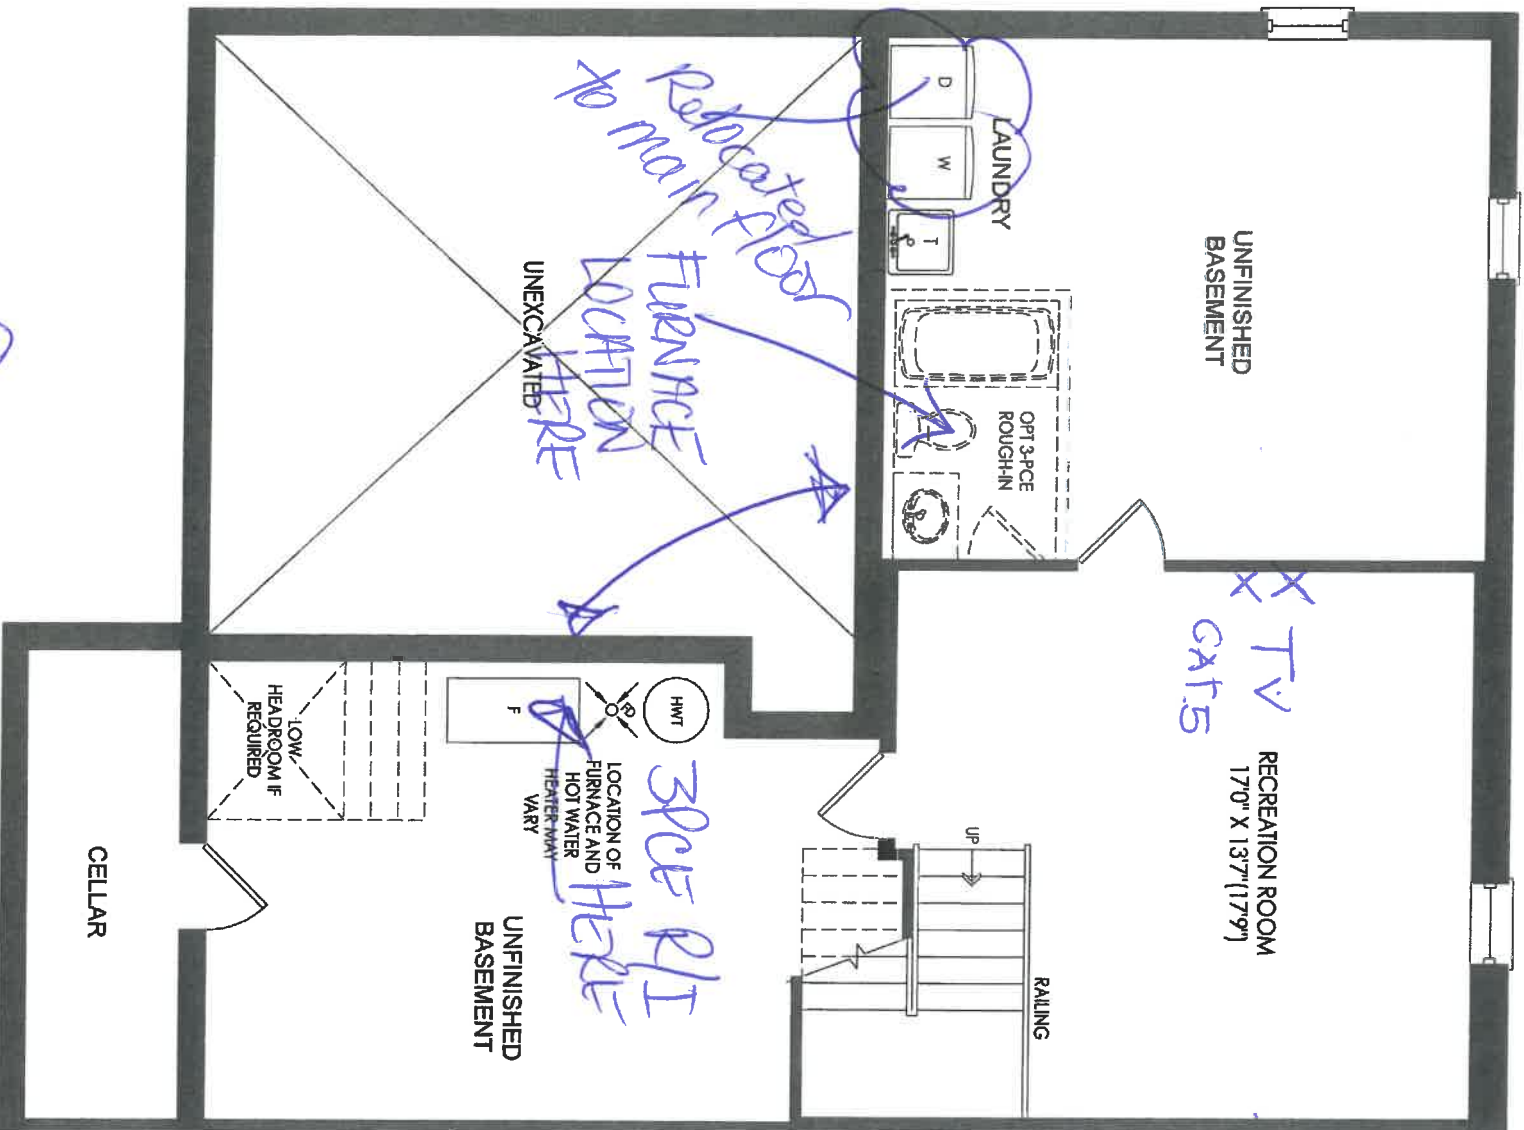 UNFINISHED
BASEMENT
LAUNDRY
D
W
T
OPT 3-PCE
ROUGH-IN
Relocated
to main floor
FURNACE
LOCATION
HERE
UNEXCAVATED
X X TV
CAT.5
RECREATION ROOM
17'0" X 13'7"(17'9")
UP
RAILING
HWT
FD
F
LOCATION OF
FURNACE AND
HOT WATER
HEATER MAY
VARY
3PCE R/I
HERE
LOW
HEADROOM IF
REQUIRED
UNFINISHED
BASEMENT
CELLAR